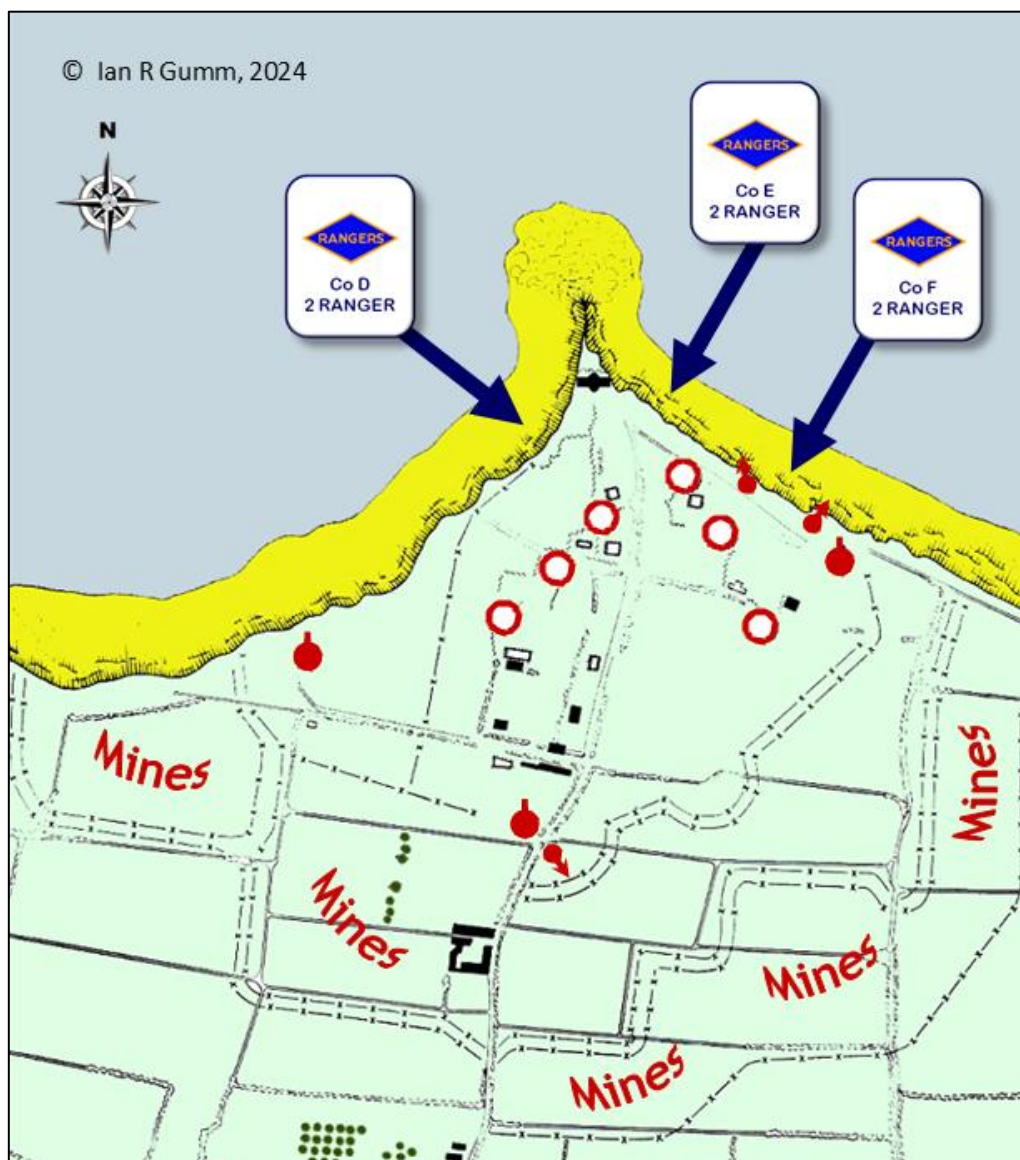 © Ian R Gumm, 2024
N
RANGERS
Co E
2 RANGER
RANGERS
Co D
2 RANGER
RANGERS
Co F
2 RANGER
Mines
Mines
Mines
Mines
Mines